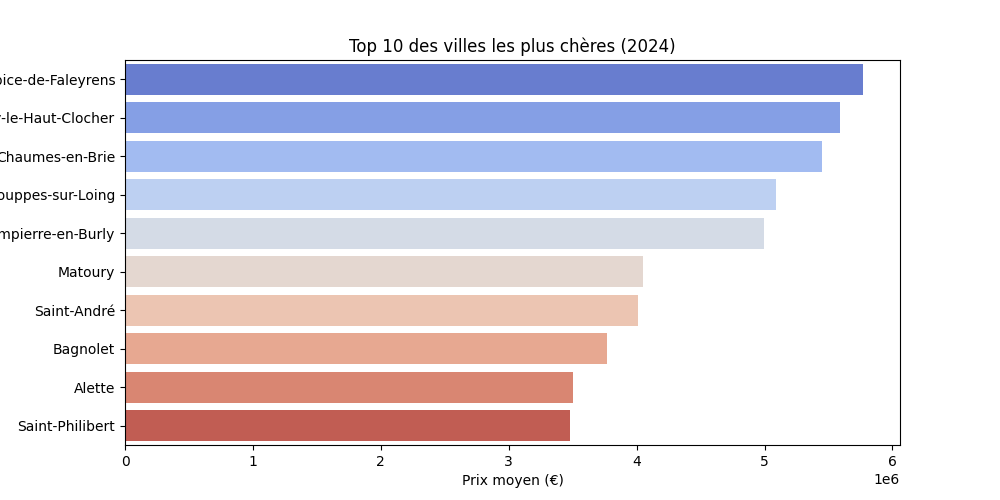 Top 10 des villes les plus chères (2024)
pice-de-Faleyrens
-le-Haut-Clocher
Chaumes-en-Brie
ouppes-sur-Loing
mpierre-en-Burly
Matoury
Saint-André
Bagnolet
Alette
Saint-Philibert
0 1 2 3 4 5 6
1e6
Prix moyen (€)